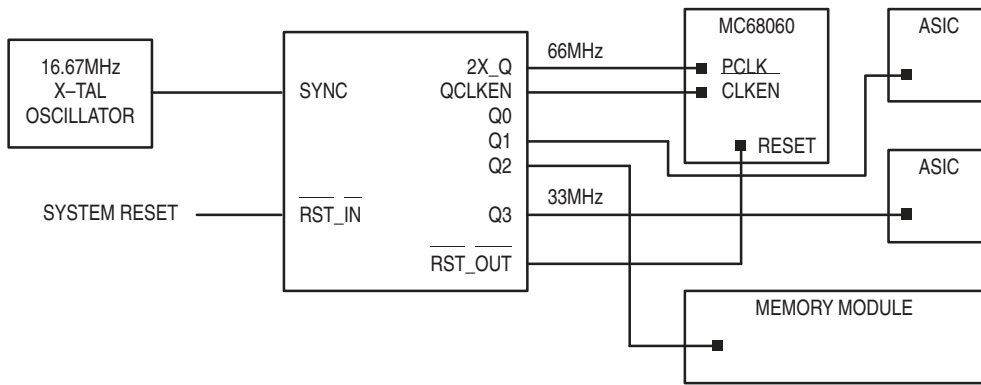 16.67MHz
X–TAL
OSCILLATOR
SYSTEM RESET
SYNC
RST_IN
2X_Q
QCLKEN
Q0
Q1
Q2
Q3
RST_OUT
66MHz
33MHz
MC68060
PCLK
CLKEN
RESET
ASIC
ASIC
MEMORY MODULE